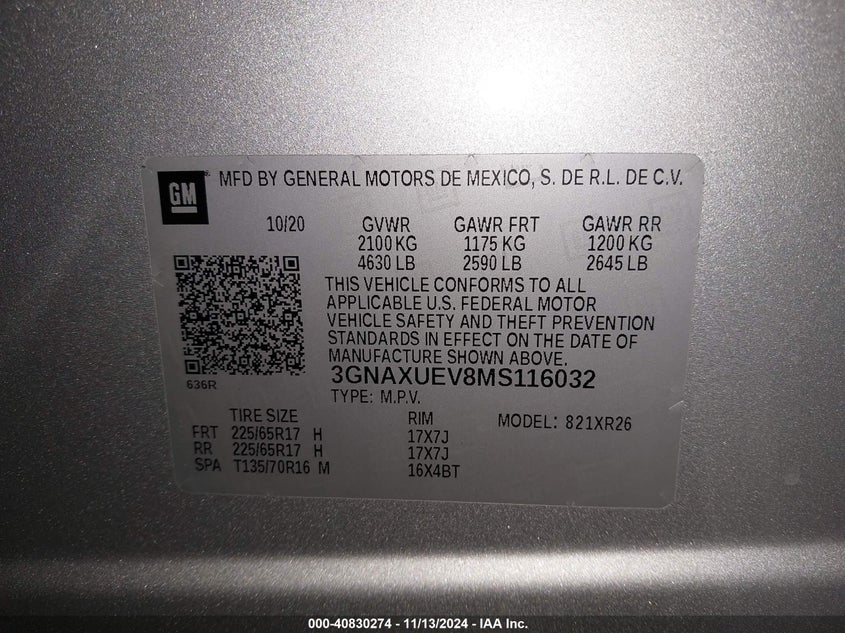 GM
MFD BY GENERAL MOTORS DE MEXICO, S. DE R.L. DE C.V.
10/20 GVWR GAWR FRT GAWR RR
2100 KG 1175 KG 1200 KG
4630 LB 2590 LB 2645 LB
THIS VEHICLE CONFORMS TO ALL
APPLICABLE U.S. FEDERAL MOTOR
VEHICLE SAFETY AND THEFT PREVENTION
STANDARDS IN EFFECT ON THE DATE OF
MANUFACTURE SHOWN ABOVE.
636R
3GNAXUEV8MS116032
TYPE: M.P.V.
TIRE SIZE RIM MODEL: 821XR26
FRT 225/65R17 H 17X7J
RR 225/65R17 H 17X7J
SPA T135/70R16 M 16X4BT
000-40830274 - 11/13/2024 - IAA Inc.